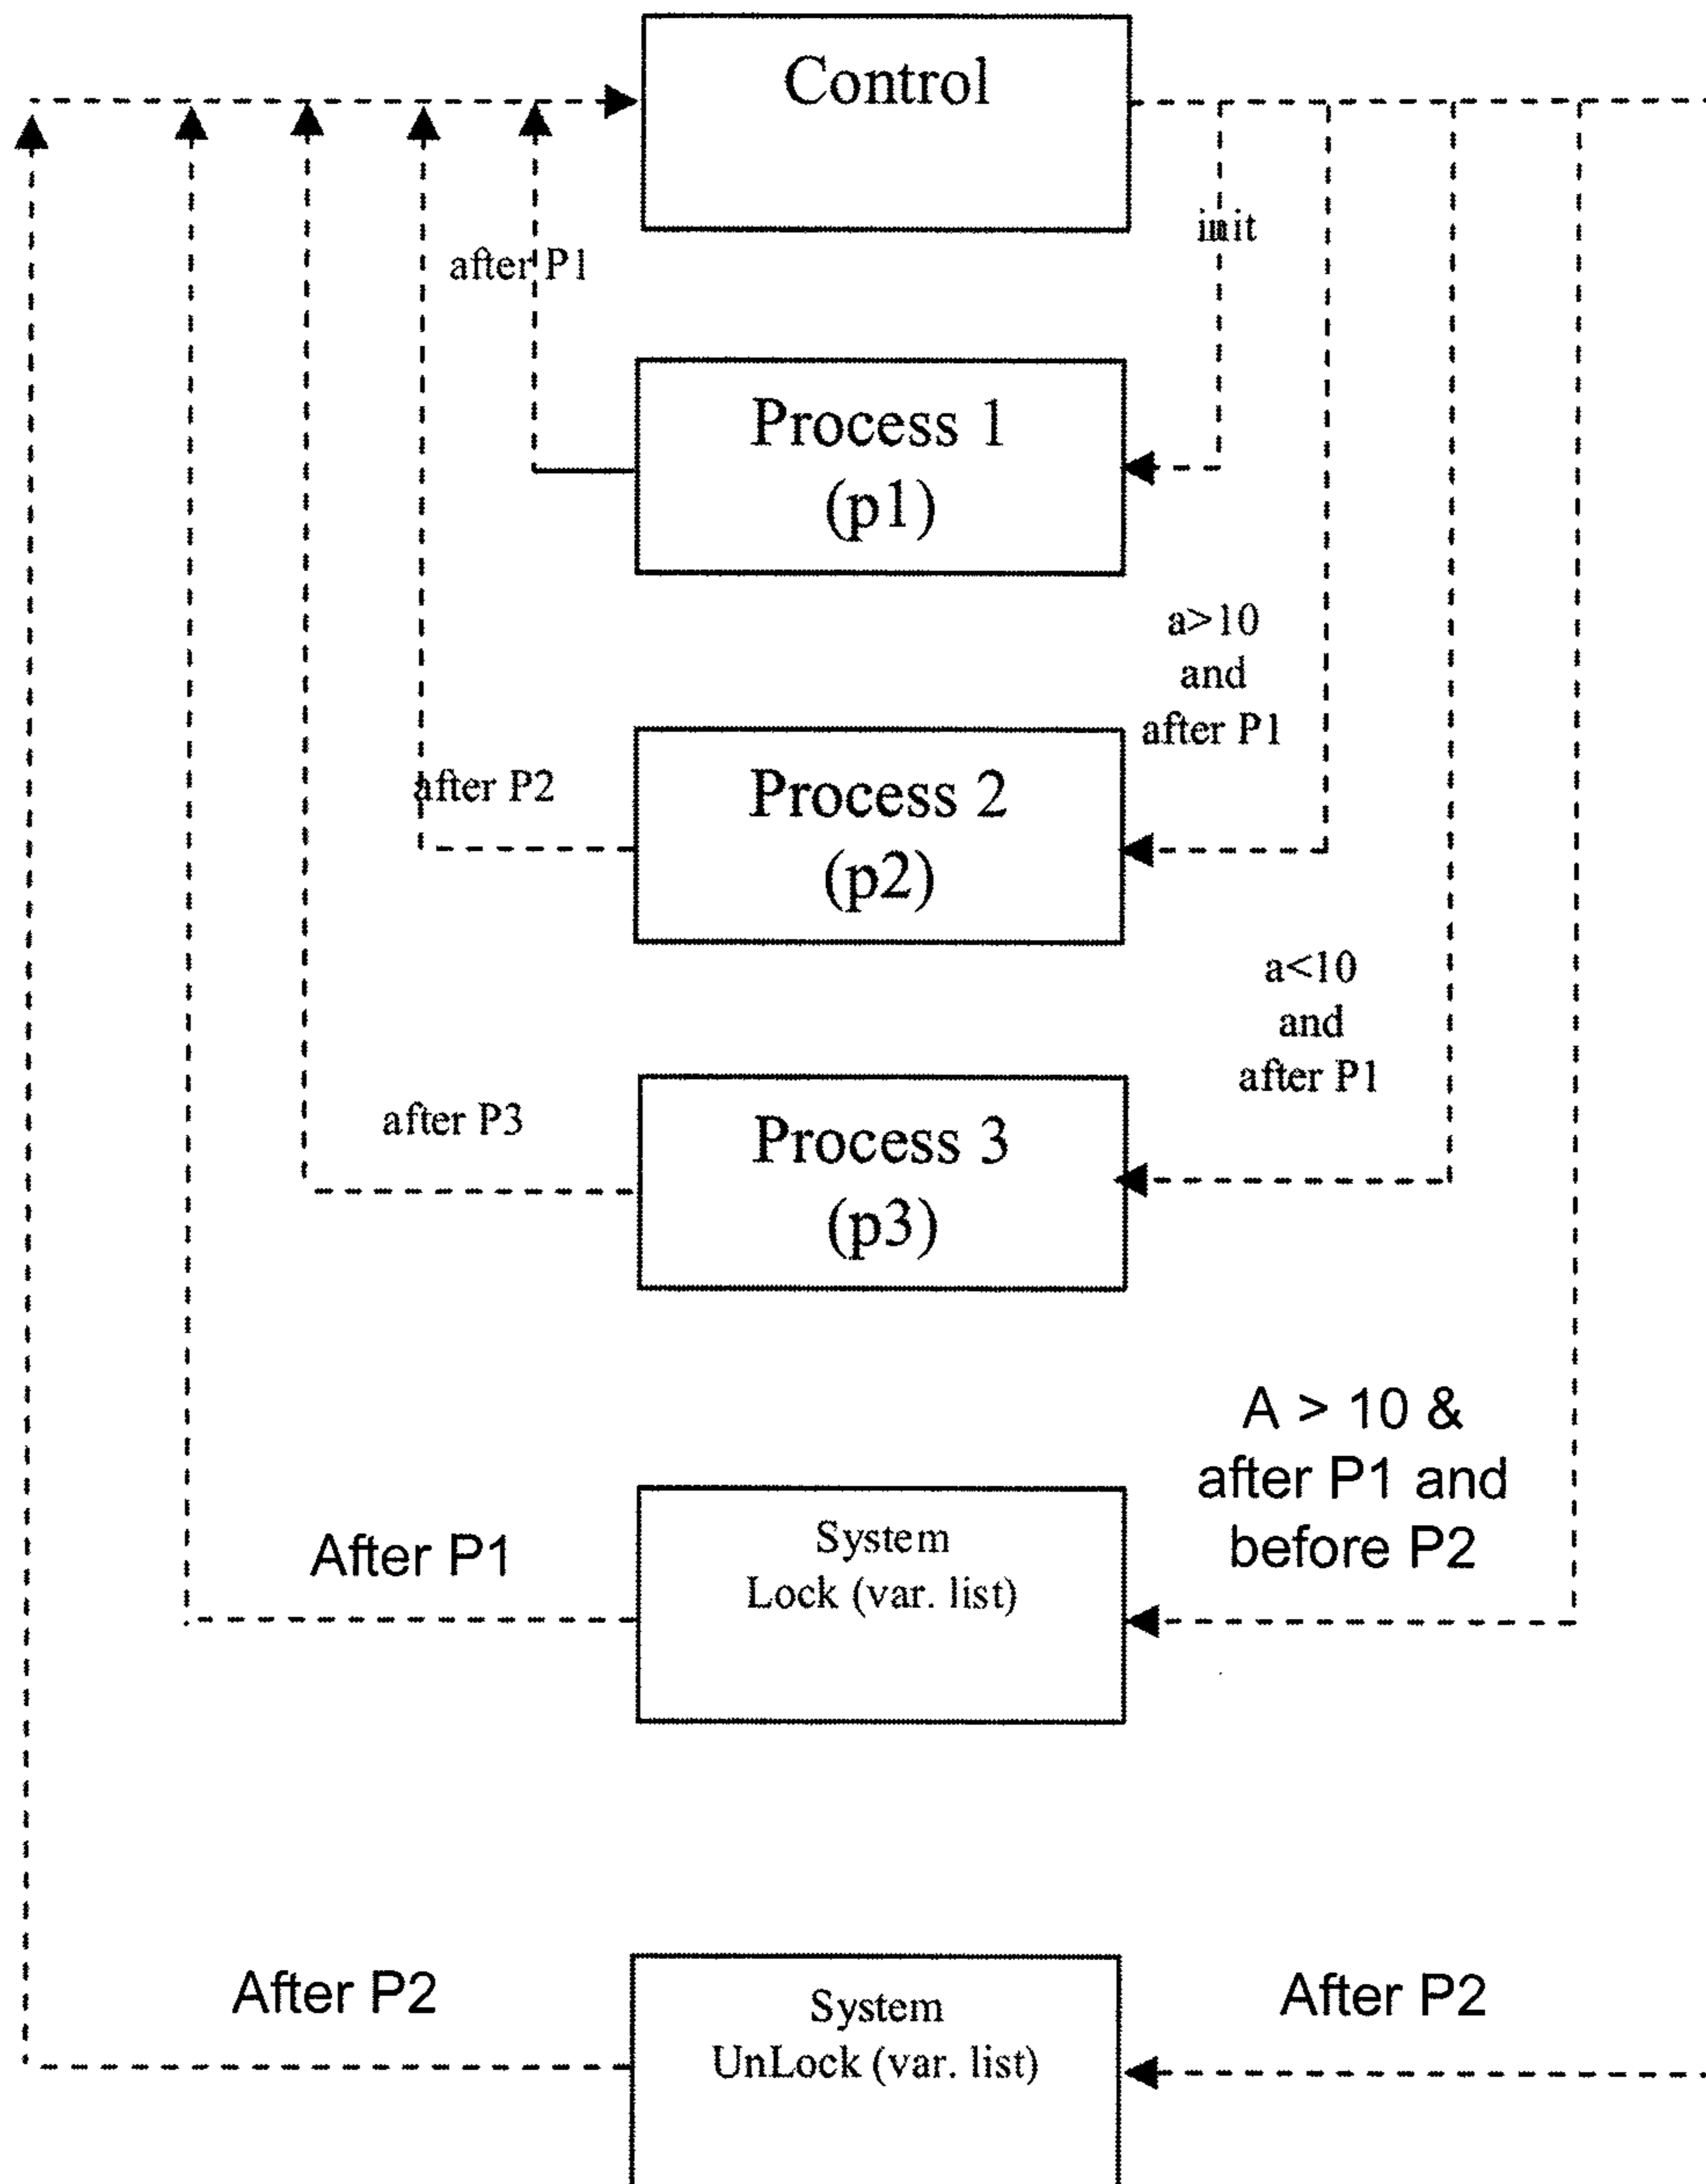 Control
init
after P1
Process 1
(p1)
a>10
and
after P1
after P2
Process 2
(p2)
a<10
and
after P1
after P3
Process 3
(p3)
A > 10 &
after P1 and
before P2
After P1
System
Lock (var. list)
After P2
System
UnLock (var. list)
After P2